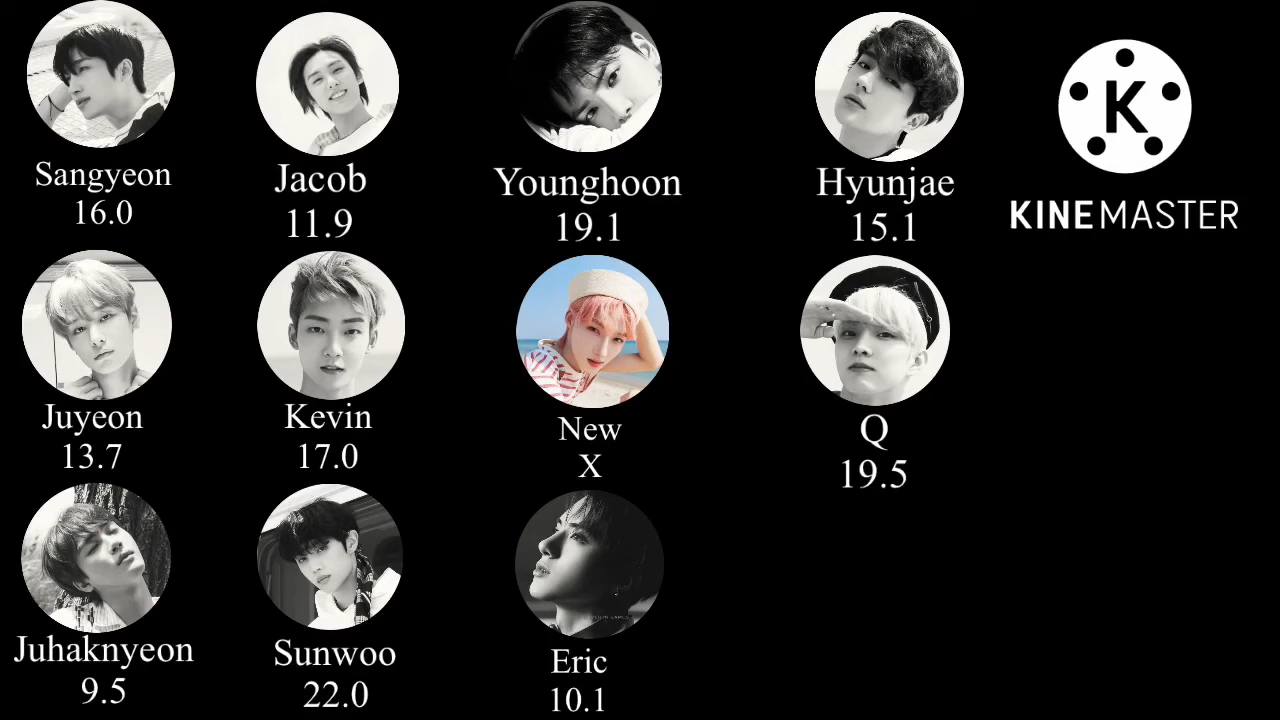 Sangyeon
16.0
Jacob
11.9
Younghoon
19.1
Hyunjae
15.1
K
KINEMASTER
Juyeon
13.7
Kevin
17.0
New
X
Q
19.5
Juhaknyeon
9.5
Sunwoo
22.0
Eric
10.1